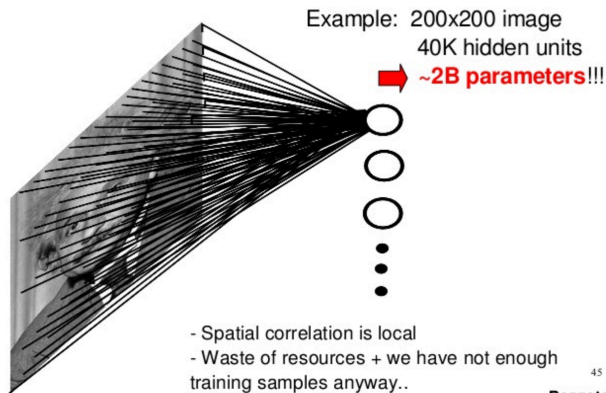 Example: 200x200 image
40K hidden units
~2B parameters!!!
- Spatial correlation is local
- Waste of resources + we have not enough
training samples anyway..
45